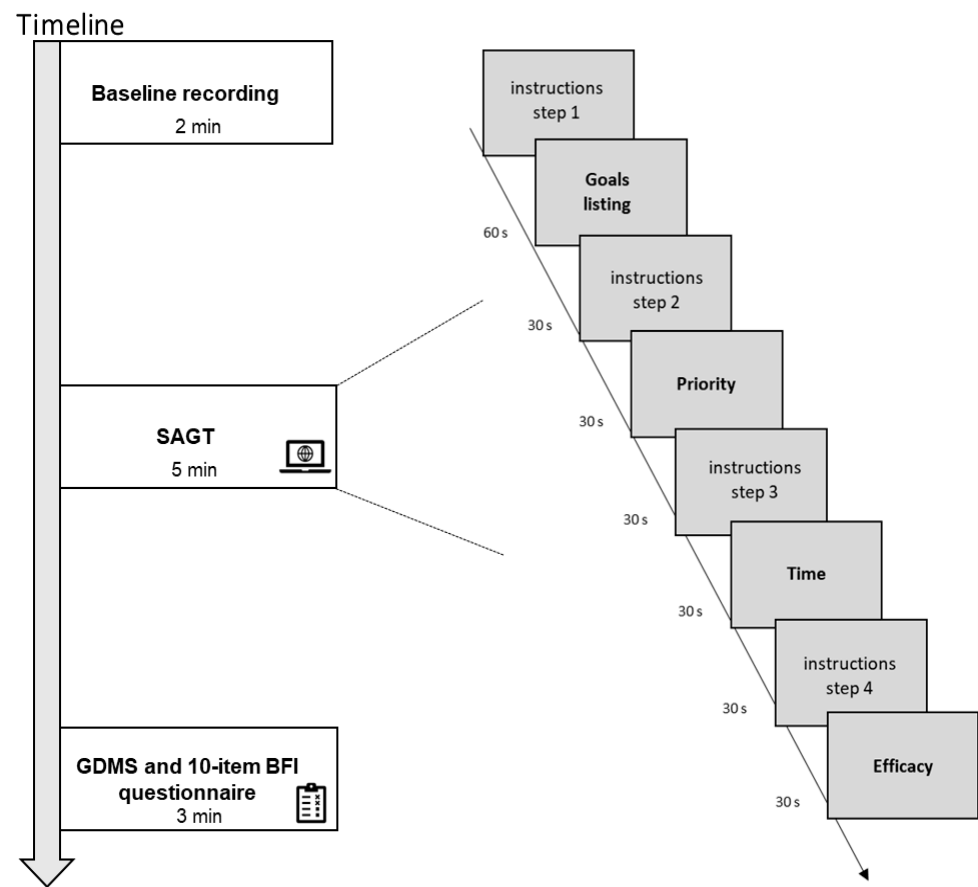 Timeline
Baseline recording
2 min
SAGT
5 min
GDMS and 10-item BFI
questionnaire
3 min
instructions
step 1
Goals
listing
60 s
instructions
step 2
30 s
Priority
30 s
instructions
step 3
30 s
Time
30 s
instructions
step 4
30 s
Efficacy
30 s